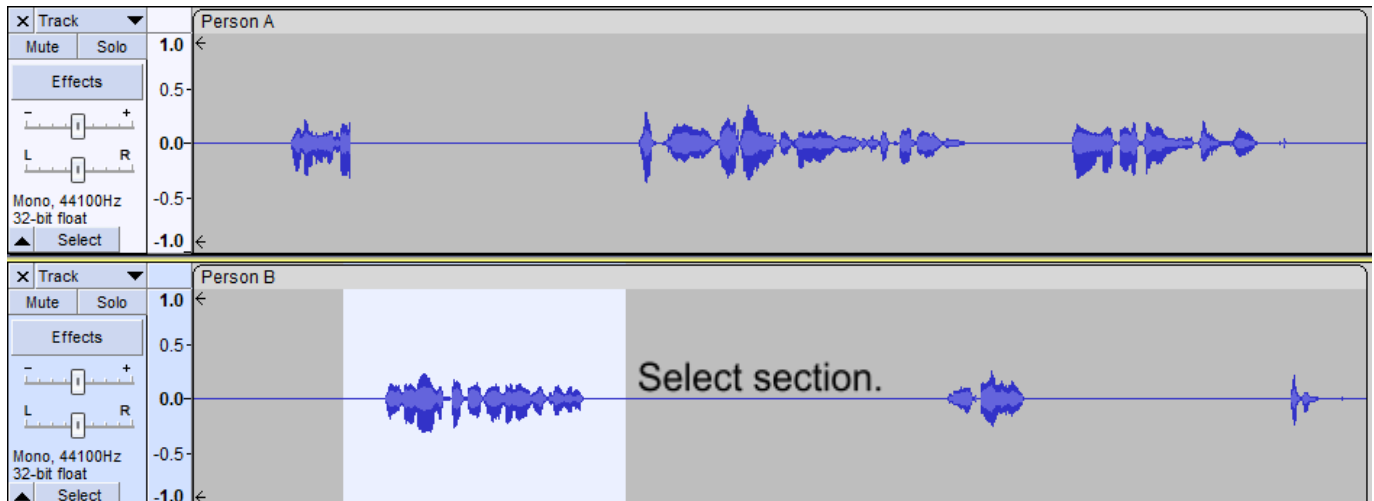 Track Person A
Mute Solo 1.0
Effects 0.5
- +
0.0
L R
Mono, 44100Hz -0.5
32-bit float
Select -1.0
Track Person B
Mute Solo 1.0
Effects 0.5
- +
Select section.
0.0
L R
Mono, 44100Hz -0.5
32-bit float
Select -1.0